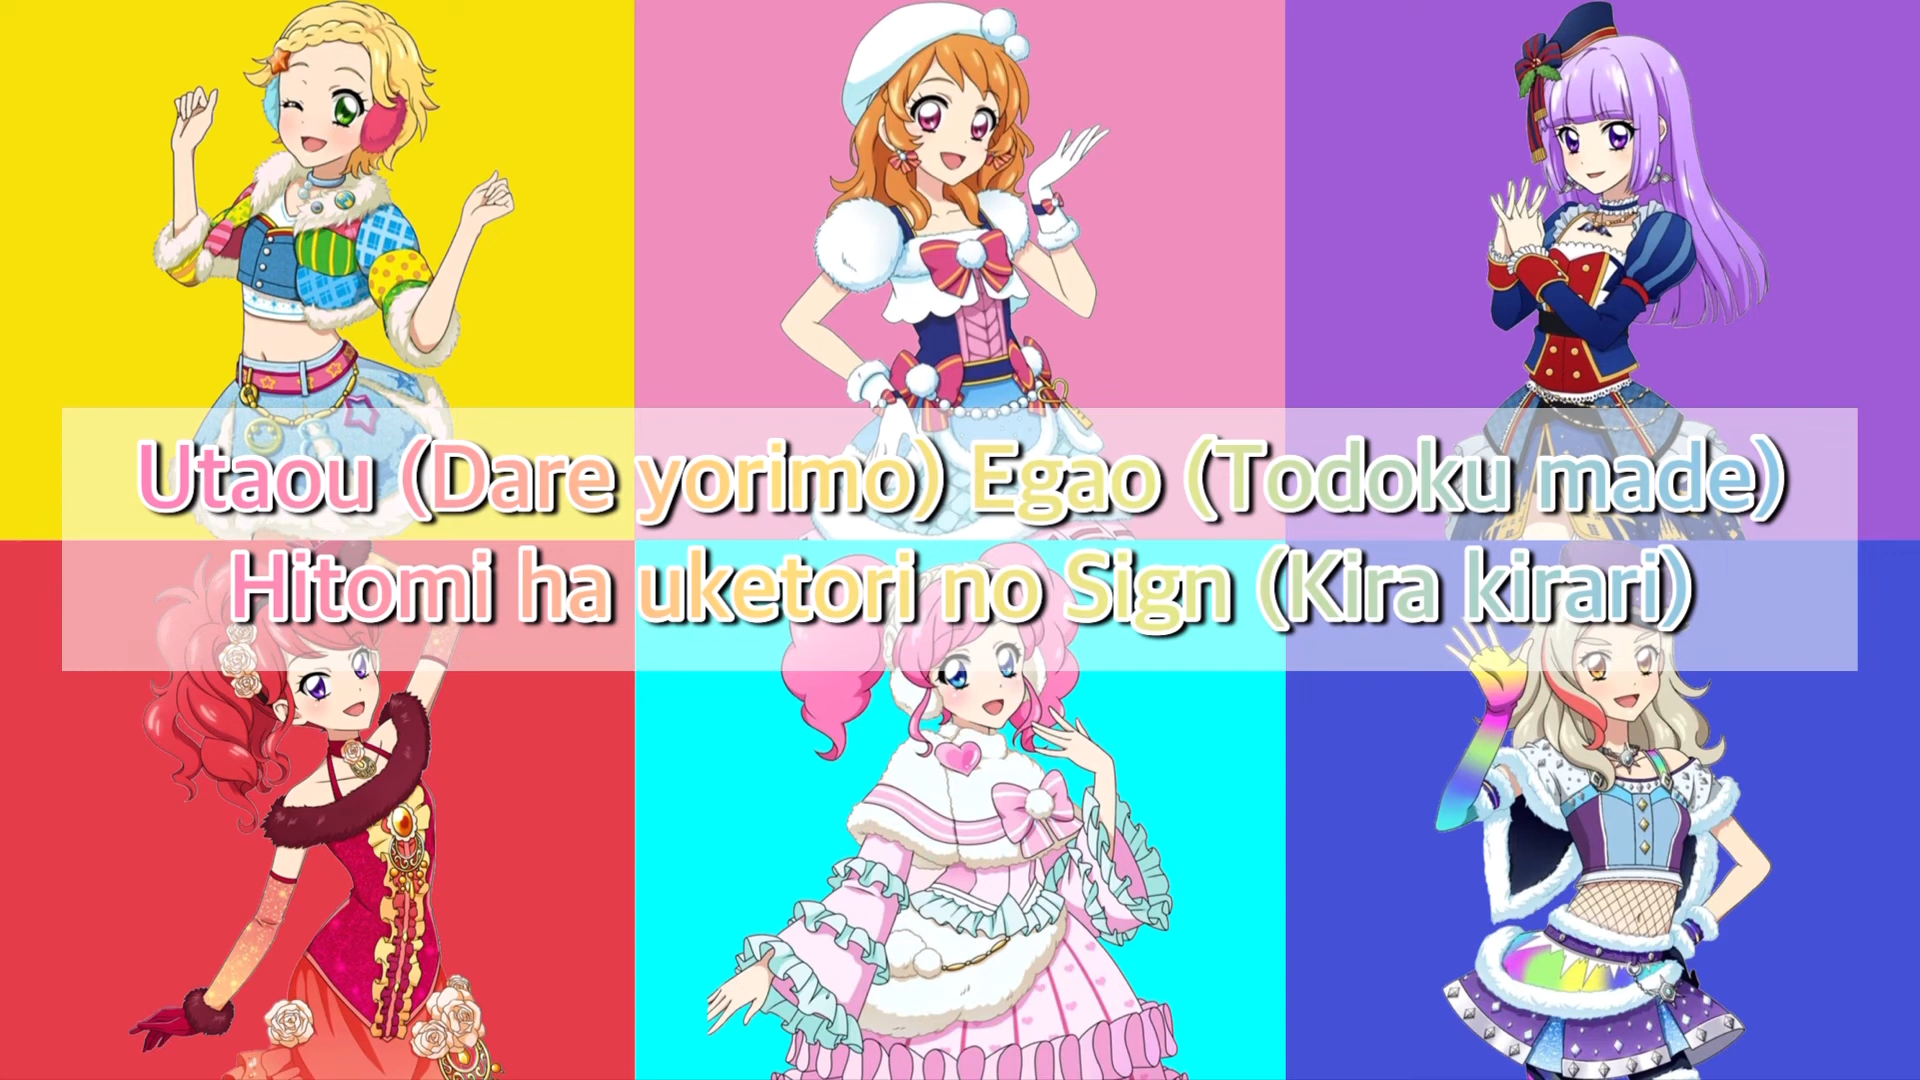 Utaou (Dare yorimo) Egao (Todoku made)
Hitomi ha uketori no Sign (Kira kirari)